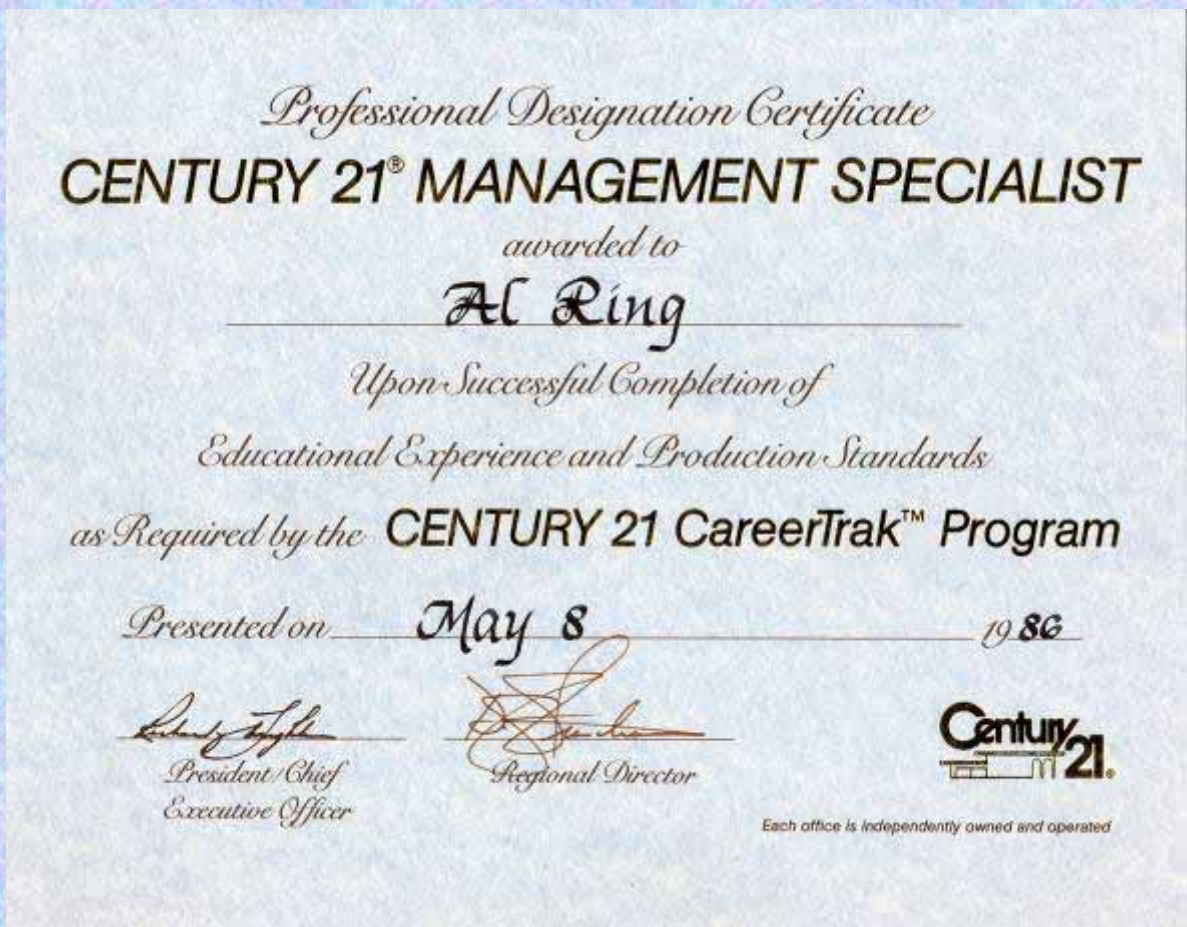 Professional Designation Certificate
CENTURY 21® MANAGEMENT SPECIALIST
awarded to
Al Ring
Upon Successful Completion of
Educational Experience and Production Standards
as Required by the CENTURY 21 CareerTrak™ Program
Presented on May 8 1986
President/Chief
Executive Officer
Regional Director
Century 21®
Each office is independently owned and operated